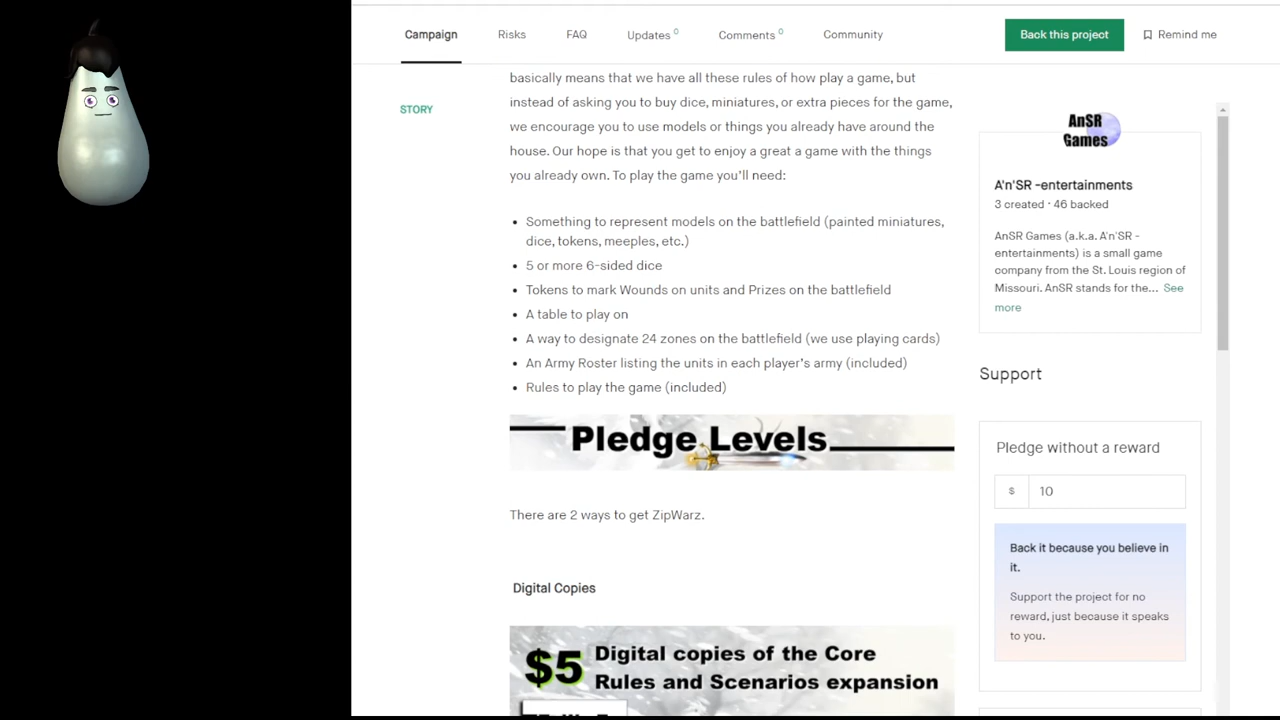 Campaign
Risks
FAQ
Updates 0
Comments 0
Community
Back this project
Remind me
STORY
basically means that we have all these rules of how play a game, but
instead of asking you to buy dice, miniatures, or extra pieces for the game,
we encourage you to use models or things you already have around the
house. Our hope is that you get to enjoy a great a game with the things
you already own. To play the game you'll need:
• Something to represent models on the battlefield (painted miniatures,
dice, tokens, meeples, etc.)
• 5 or more 6-sided dice
• Tokens to mark Wounds on units and Prizes on the battlefield
• A table to play on
• A way to designate 24 zones on the battlefield (we use playing cards)
• An Army Roster listing the units in each player's army (included)
• Rules to play the game (included)
Pledge Levels
There are 2 ways to get ZipWarz.
Digital Copies
$5
Digital copies of the Core
Rules and Scenarios expansion
AnSR
Games
A'n'SR -entertainments
3 created · 46 backed
AnSR Games (a.k.a. A'n'SR -
entertainments) is a small game
company from the St. Louis region of
Missouri. AnSR stands for the... See
more
Support
Pledge without a reward
$ 10
Back it because you believe in
it.
Support the project for no
reward, just because it speaks
to you.